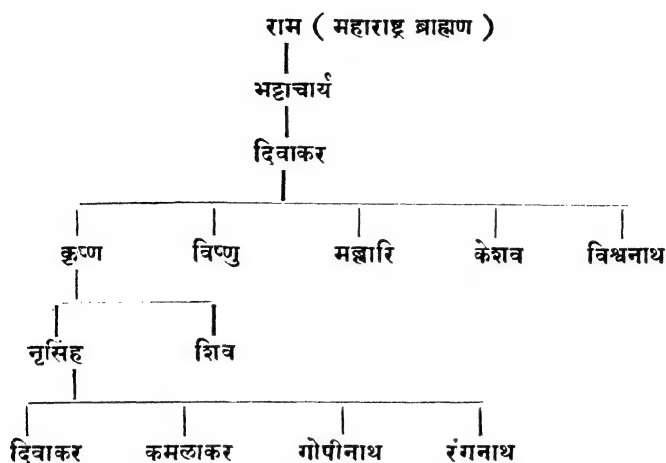 राम ( महाराष्ट्र ब्राह्मण )
भट्टाचार्य
दिवाकर
कृष्ण विष्णु मल्लारि केशव विश्वनाथ
नृसिंह शिव
दिवाकर कमलाकर गोपीनाथ रंगनाथ